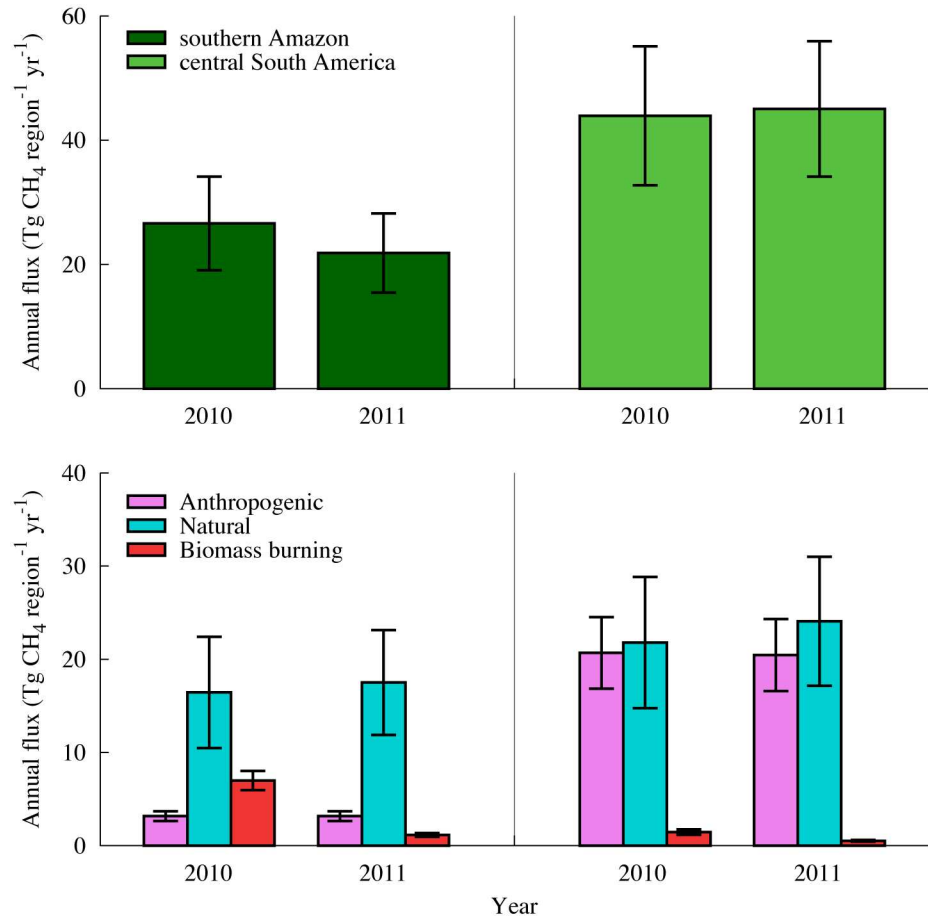 60
southern Amazon
central South America
40
20
0
Annual flux (Tg CH₄ region⁻¹ yr⁻¹)
2010
2011
2010
2011
40
Anthropogenic
Natural
Biomass burning
30
20
10
0
Annual flux (Tg CH₄ region⁻¹ yr⁻¹)
2010
2011
2010
2011
Year